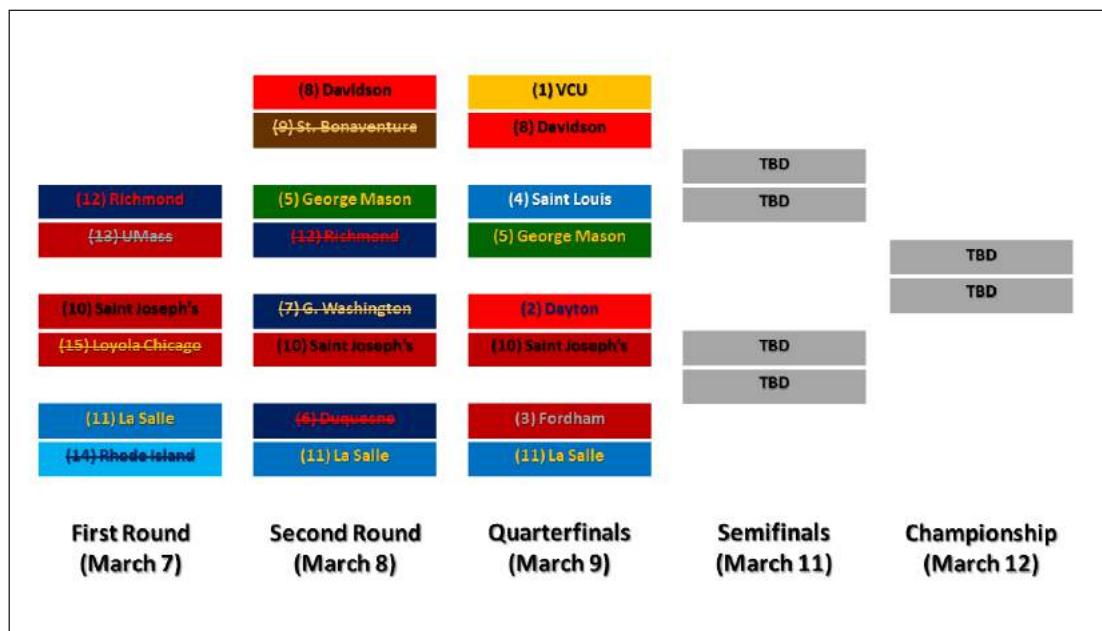 (8) Davidson
(9) St. Bonaventure
(12) Richmond
(13) UMass
(5) George Mason
(12) Richmond
(10) Saint Joseph's
(15) Loyola Chicago
(7) G. Washington
(10) Saint Joseph's
(11) La Salle
(14) Rhode Island
(6) Duquesne
(11) La Salle
(1) VCU
(8) Davidson
(4) Saint Louis
(5) George Mason
(2) Dayton
(10) Saint Joseph's
(3) Fordham
(11) La Salle
TBD
TBD
TBD
TBD
TBD
TBD
First Round
(March 7)
Second Round
(March 8)
Quarterfinals
(March 9)
Semifinals
(March 11)
Championship
(March 12)